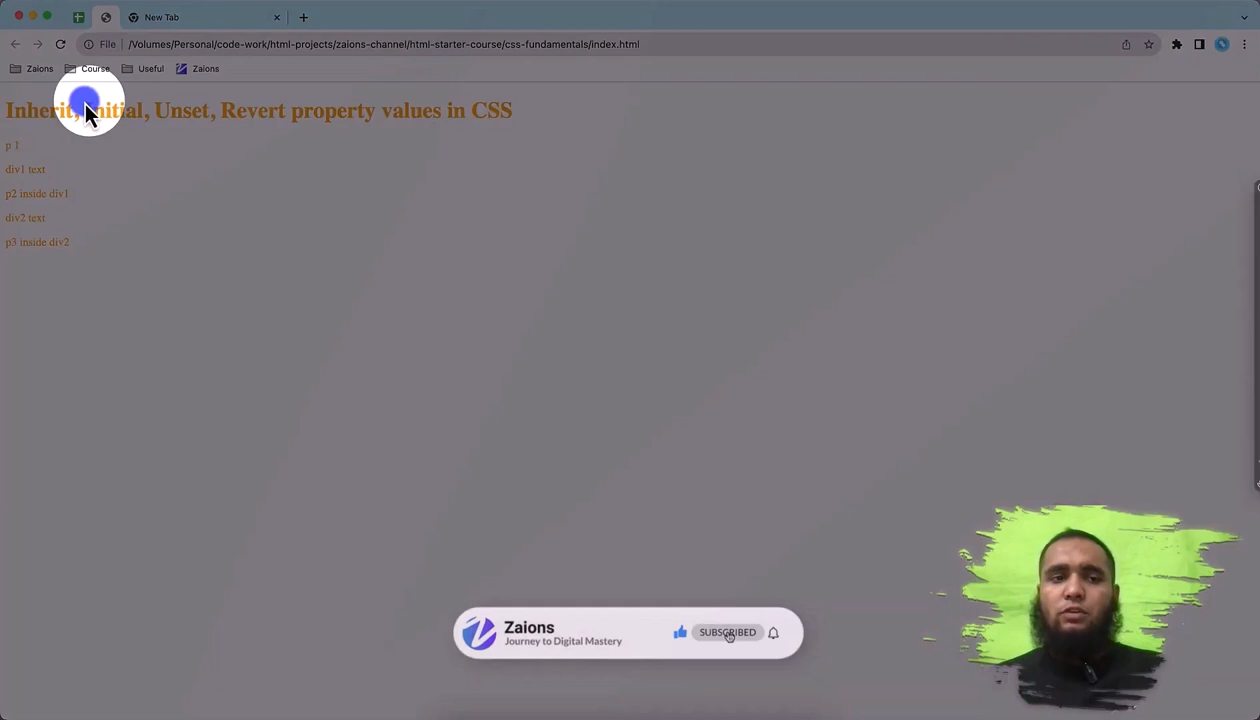 New Tab
File /Volumes/Personal/code-work/html-projects/zaions-channel/html-starter-course/css-fundamentals/index.html
Zaions Course Useful Zaions
Inherit, Initial, Unset, Revert property values in CSS
p 1
div1 text
p2 inside div1
div2 text
p3 inside div2
Zaions
Journey to Digital Mastery
SUBSCRIBED